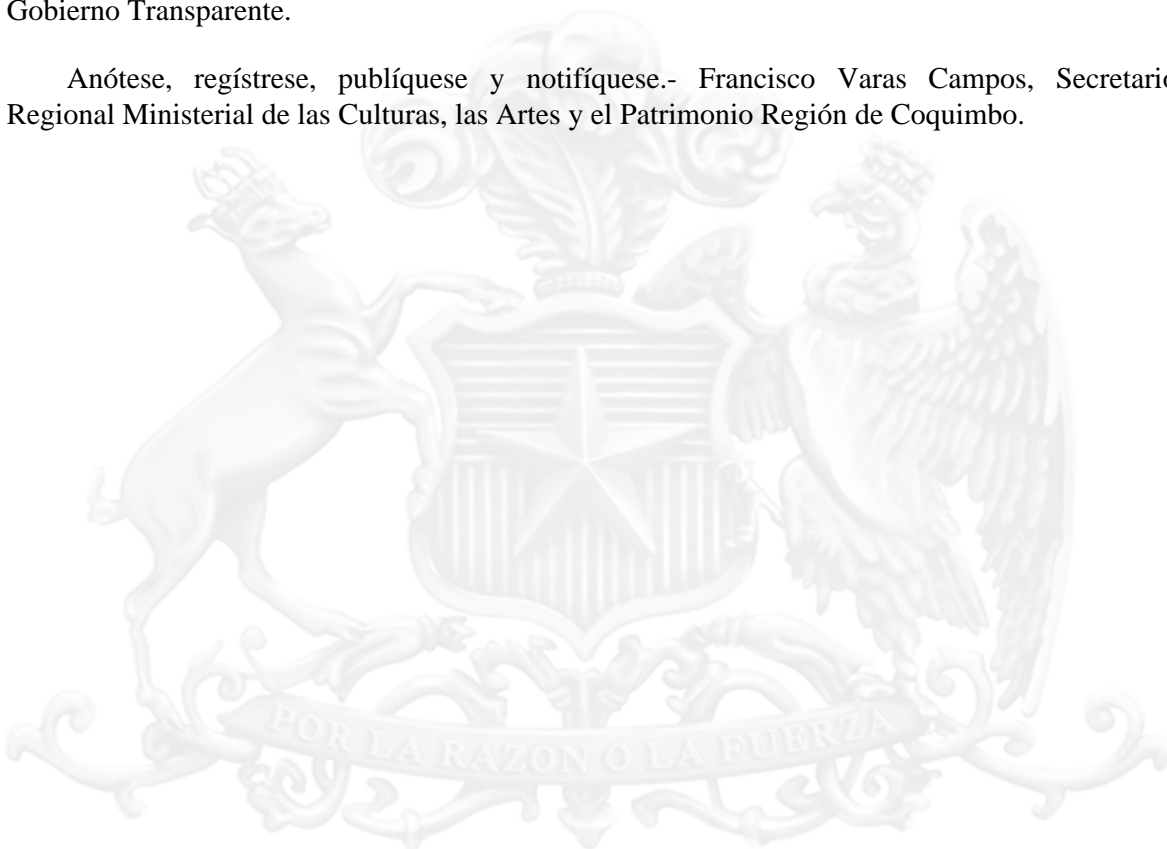 Gobierno Transparente.
Anótese, regístrese, publíquese y notifíquese.- Francisco Varas Campos, Secretario
Regional Ministerial de las Culturas, las Artes y el Patrimonio Región de Coquimbo.
POR LA RAZON O LA FUERZA